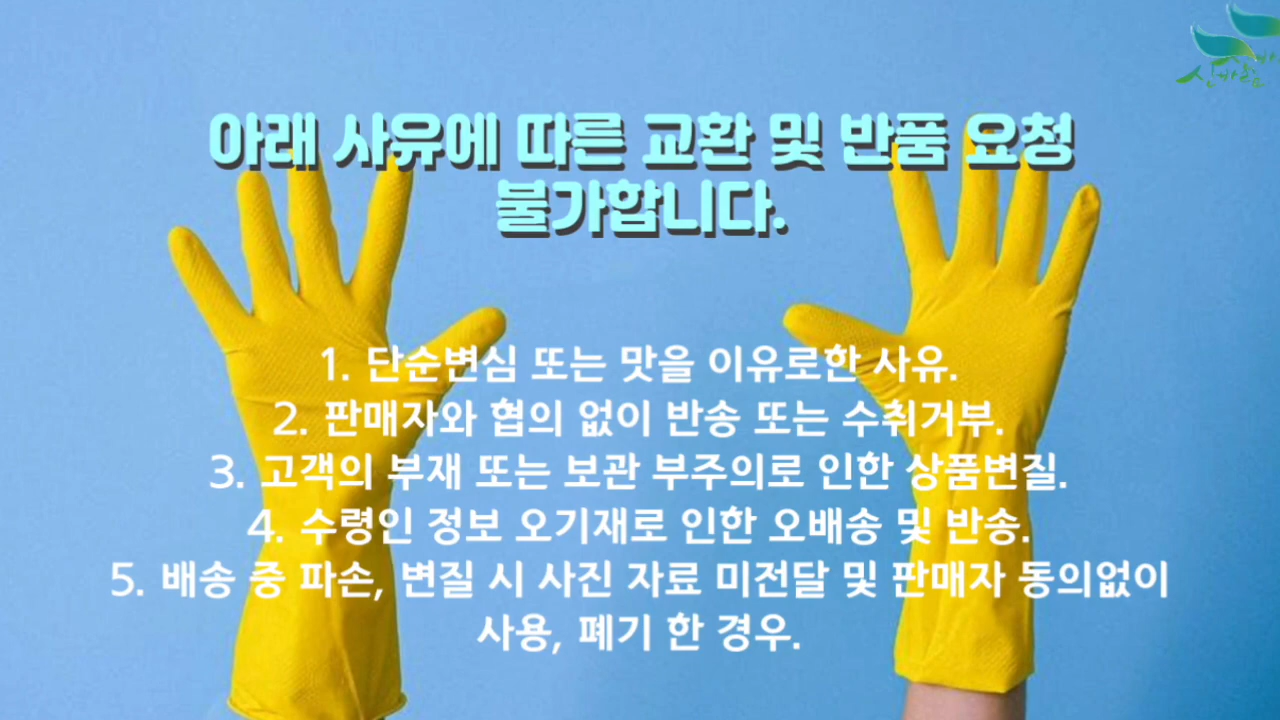 아래 사유에 따른 교환 및 반품 요청
불가합니다.
1. 단순변심 또는 맛을 이유로한 사유.
2. 판매자와 협의 없이 반송 또는 수취거부.
3. 고객의 부재 또는 보관 부주의로 인한 상품변질.
4. 수령인 정보 오기재로 인한 오배송 및 반송.
5. 배송 중 파손, 변질 시 사진 자료 미전달 및 판매자 동의없이
사용, 폐기 한 경우.